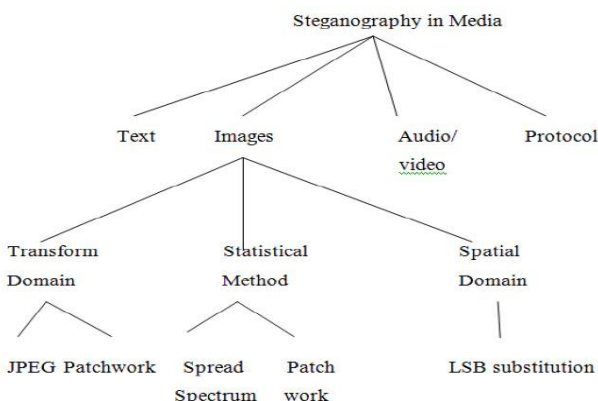 Steganography in Media
Text Images Audio/ Protocol
video
Transform Statistical Spatial
Domain Method Domain
JPEG Patchwork Spread Patch LSB substitution
Spectrum work